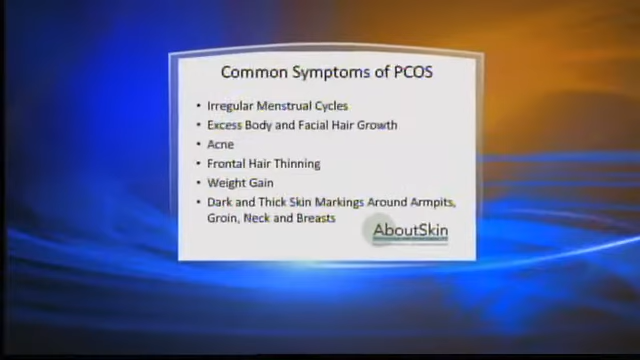 Common Symptoms of PCOS
• Irregular Menstrual Cycles
• Excess Body and Facial Hair Growth
• Acne
• Frontal Hair Thinning
• Weight Gain
• Dark and Thick Skin Markings Around Armpits,
Groin, Neck and Breasts
AboutSkin